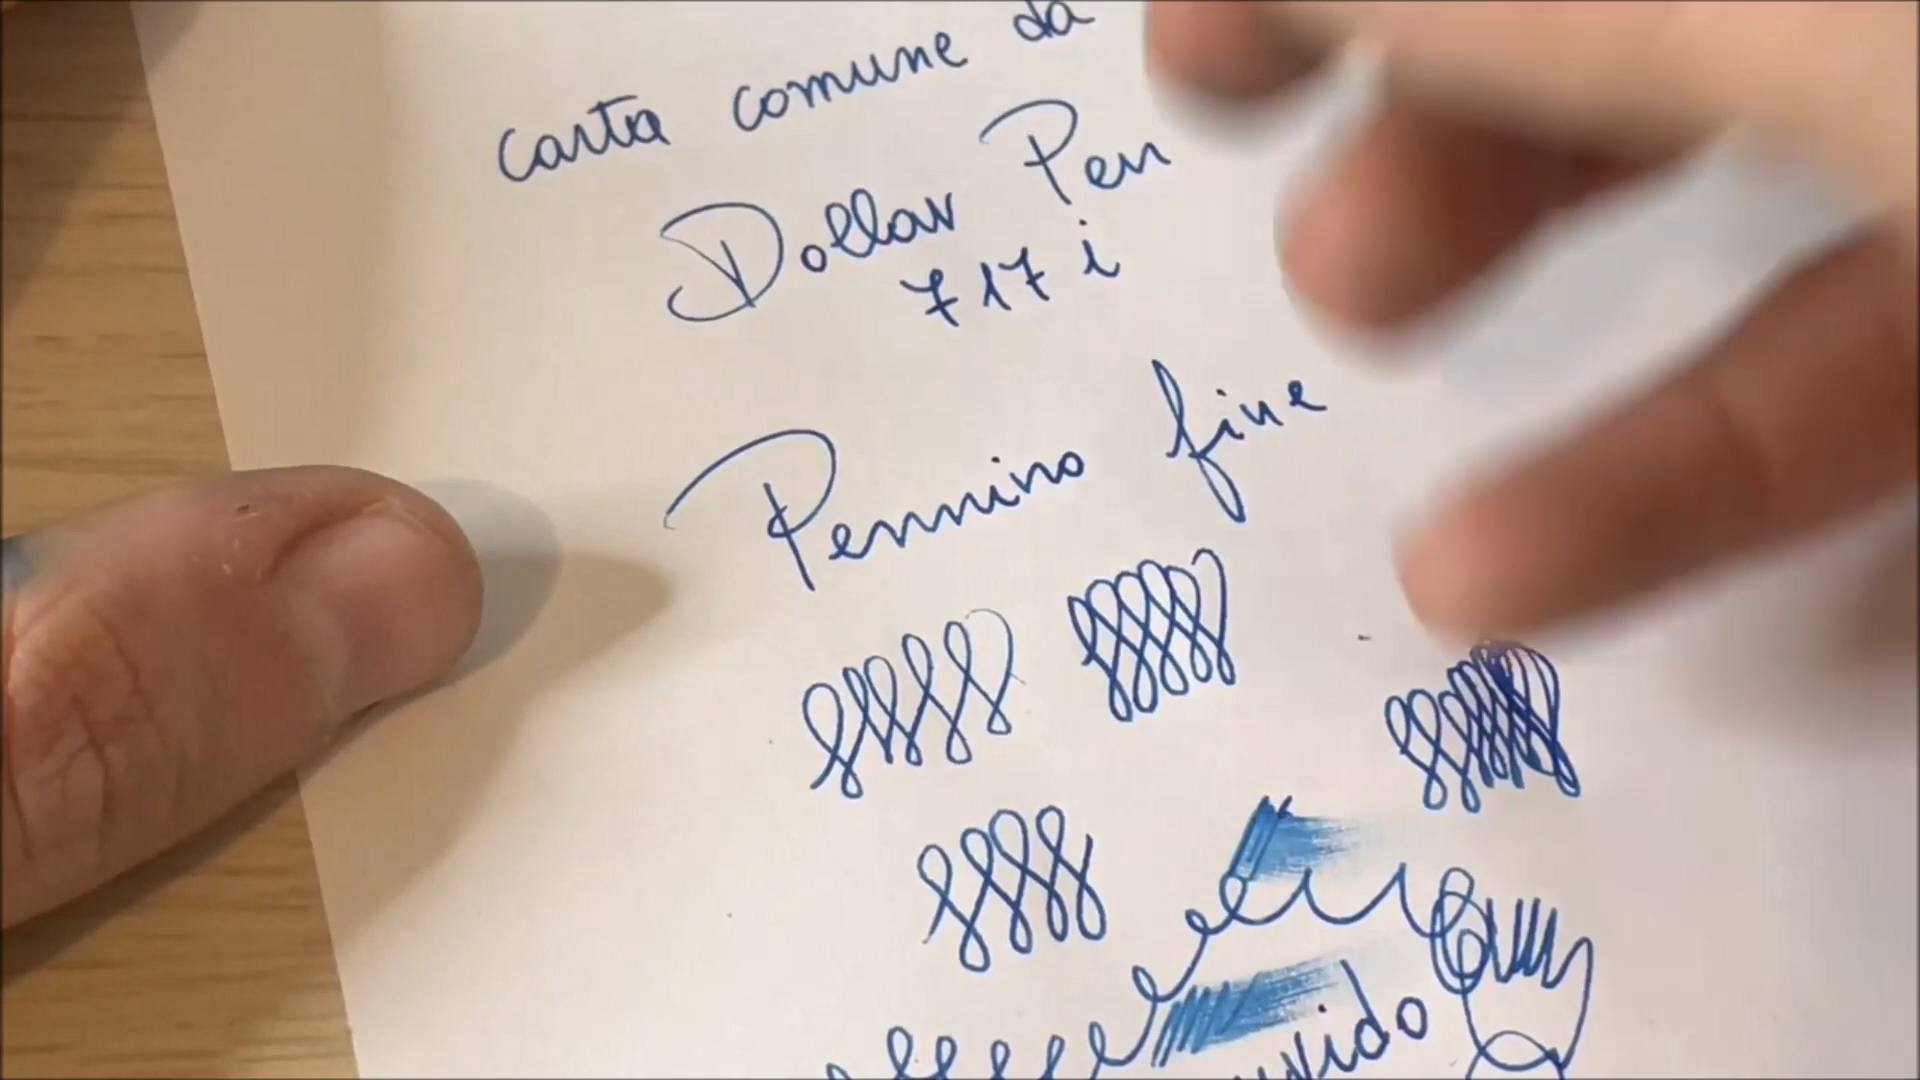 carta comune da
Dollar Pen
717 i
Pennino fine